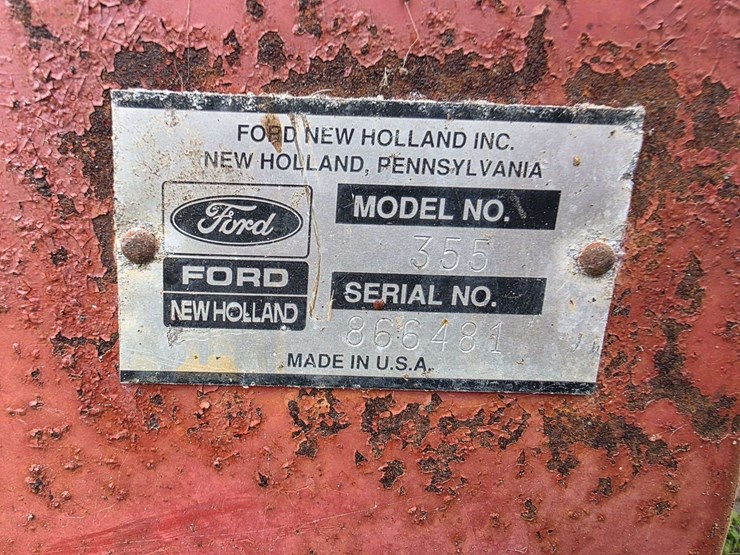 FORD NEW HOLLAND INC.
NEW HOLLAND, PENNSYLVANIA
Ford
FORD
NEW HOLLAND
MODEL NO.
355
SERIAL NO.
866481
MADE IN U.S.A.